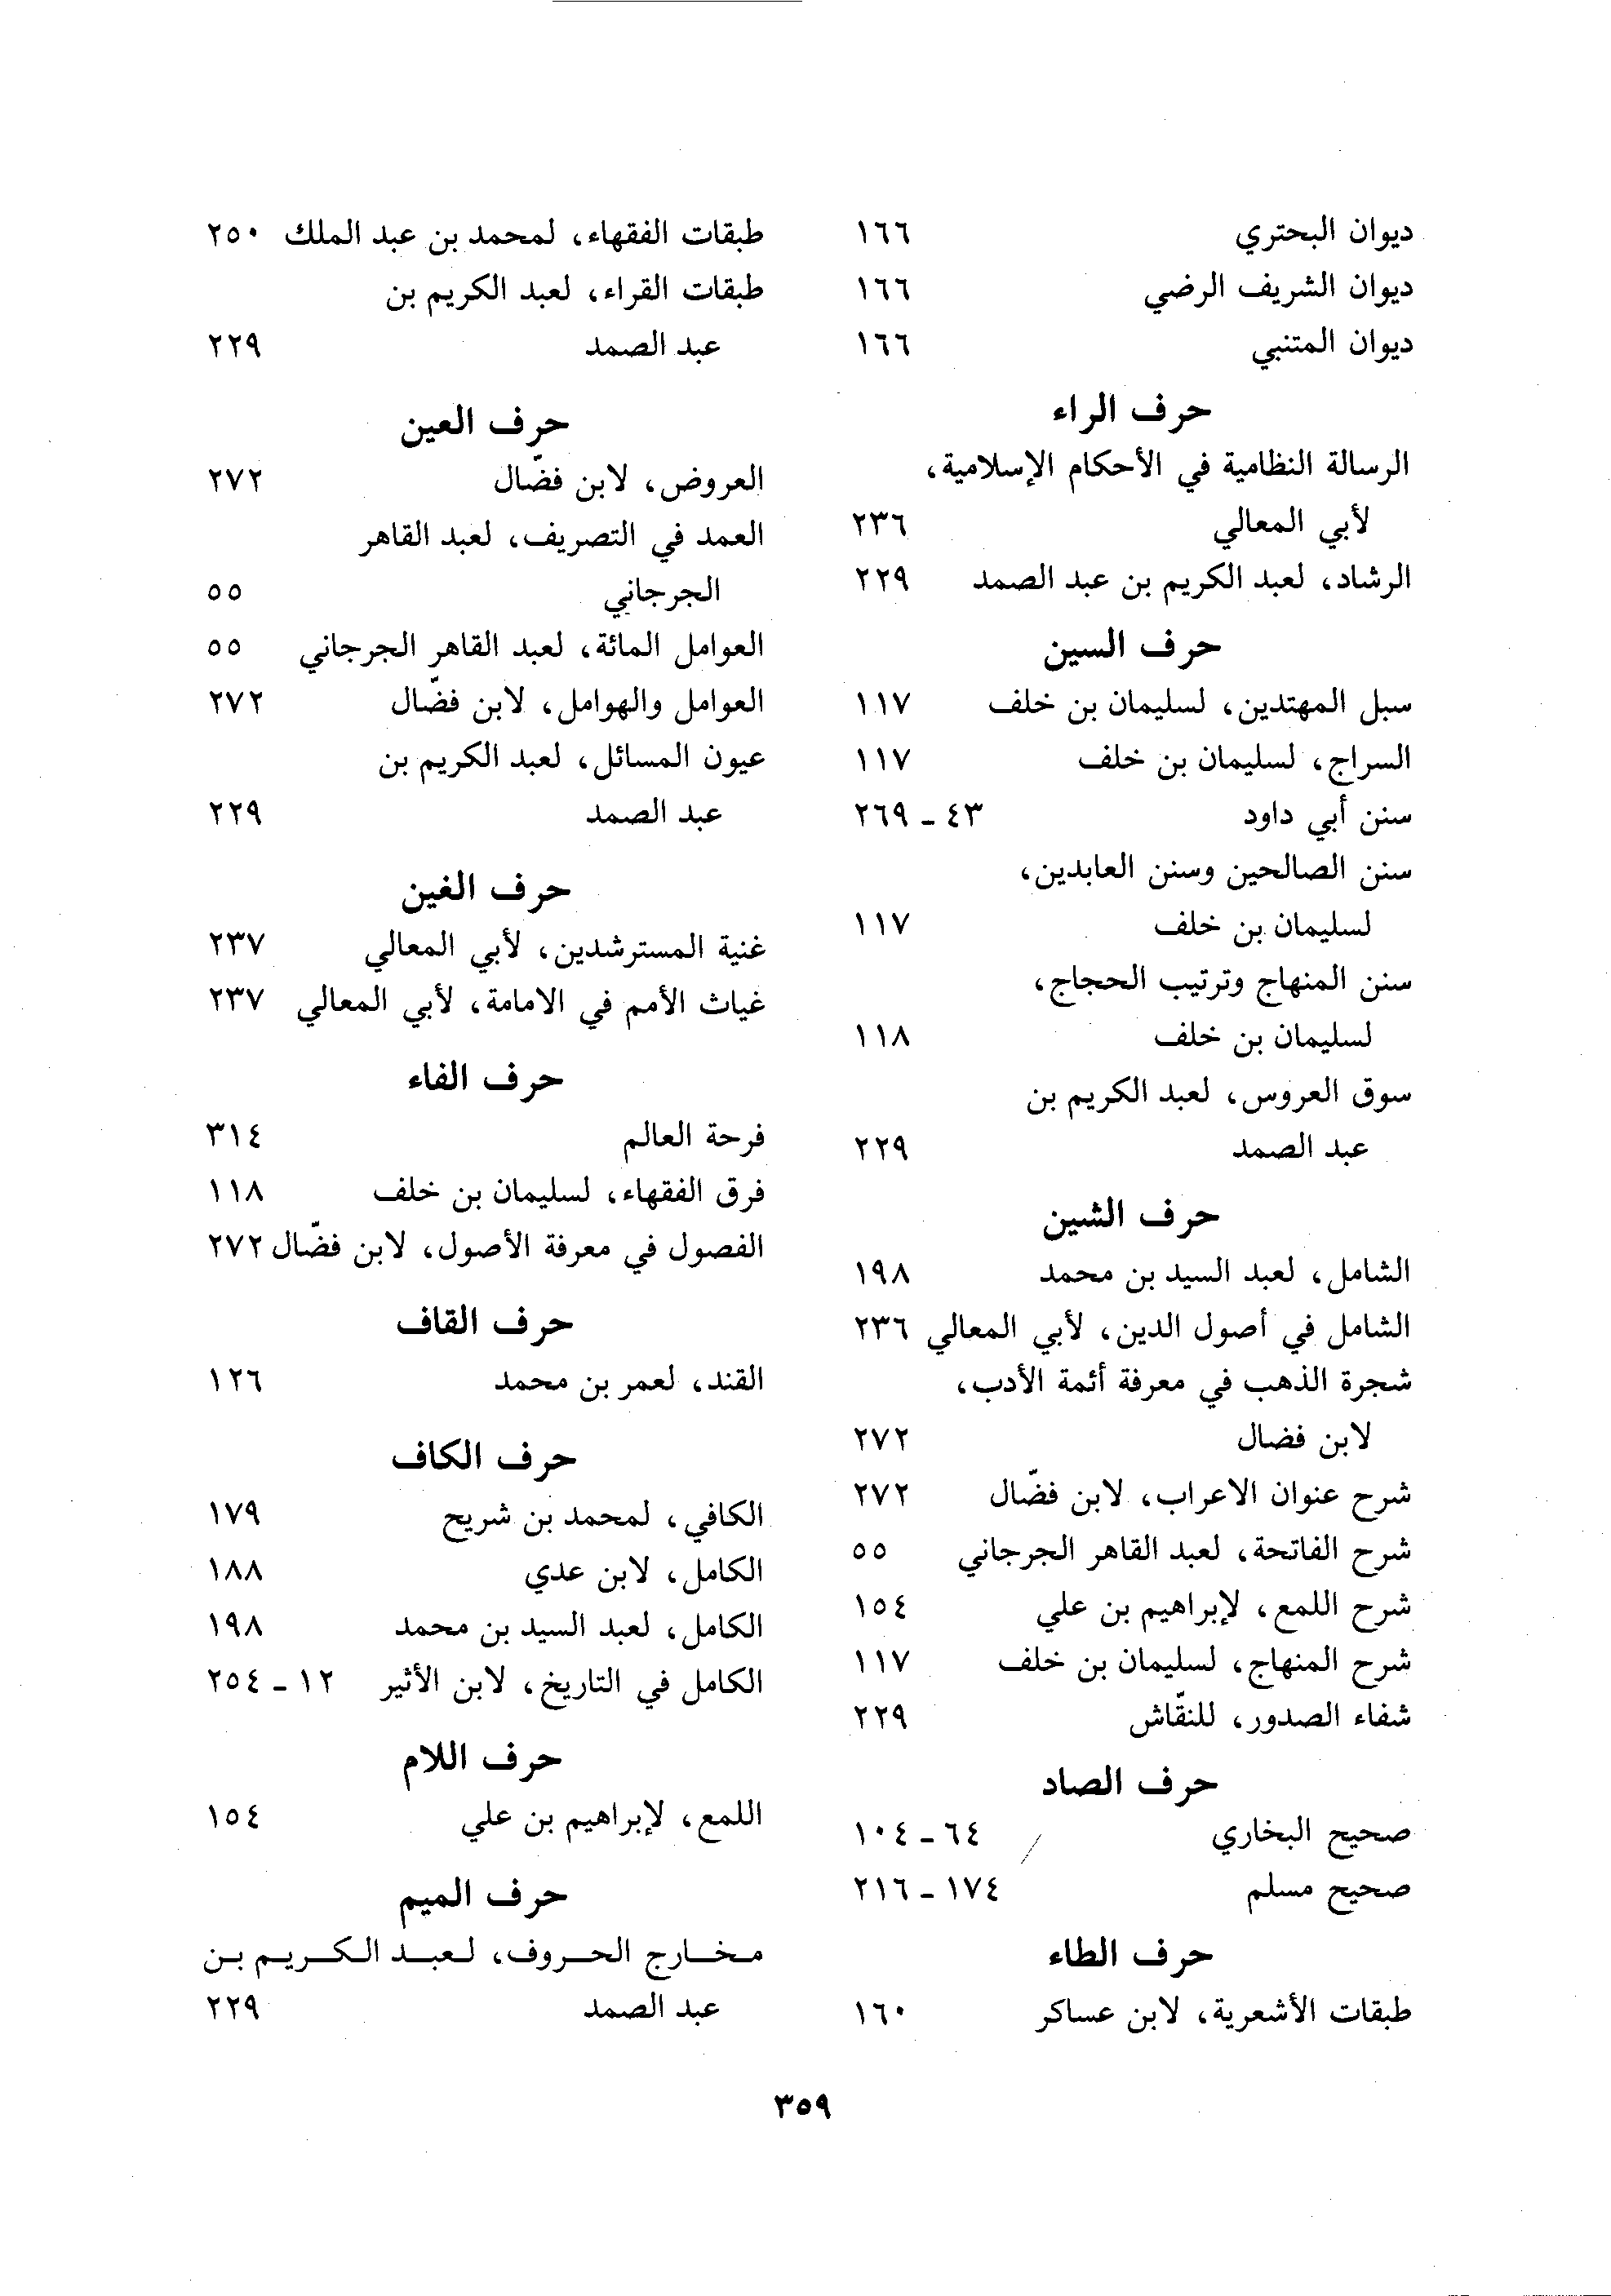 ديوان البحتري ١٦٦
ديوان الشريف الرضي ١٦٦
ديوان المتنبي ١٦٦
حرف الراء
الرسالة النظامية في الأحكام الإسلامية،
لأبي المعالي ٢٣٦
الرشاد، لعبد الكريم بن عبد الصمد ٢٢٩
حرف السين
سبل المهتدين، لسليمان بن خلف ١١٧
السراج، لسليمان بن خلف ١١٧
سنن أبي داود ٤٣ - ٢٦٩
سنن الصالحين وسنن العابدين،
لسليمان بن خلف ١١٧
سنن المنهاج وترتيب الحجاج،
لسليمان بن خلف ١١٨
سوق العروس، لعبد الكريم بن
عبد الصمد ٢٢٩
حرف الشين
الشامل، لعبد السيد بن محمد ١٩٨
الشامل في أصول الدين، لأبي المعالي ٢٣٦
شجرة الذهب في معرفة أئمة الأدب،
لابن فضال ٢٧٢
شرح عنوان الاعراب، لابن فضّال ٢٧٢
شرح الفاتحة، لعبد القاهر الجرجاني ٥٥
شرح اللمع، لإبراهيم بن علي ١٥٤
شرح المنهاج، لسليمان بن خلف ١١٧
شفاء الصدور، للنقّاش ٢٢٩
حرف الصاد
صحيح البخاري ٦٤ - ١٠٤
صحيح مسلم ١٧٤ - ٢١٦
حرف الطاء
طبقات الأشعرية، لابن عساكر ١٦٠
طبقات الفقهاء، لمحمد بن عبد الملك ٢٥٠
طبقات القراء، لعبد الكريم بن
عبد الصمد ٢٢٩
حرف العين
العروض، لابن فضّال ٢٧٢
العمد في التصريف، لعبد القاهر
الجرجاني ٥٥
العوامل المائة، لعبد القاهر الجرجاني ٥٥
العوامل والهوامل، لابن فضّال ٢٧٢
عيون المسائل، لعبد الكريم بن
عبد الصمد ٢٢٩
حرف الغين
غنية المسترشدين، لأبي المعالي ٢٣٧
غياث الأمم في الامامة، لأبي المعالي ٢٣٧
حرف الفاء
فرحة العالم ٣١٤
فرق الفقهاء، لسليمان بن خلف ١١٨
الفصول في معرفة الأصول، لابن فضّال ٢٧٢
حرف القاف
القند، لعمر بن محمد ١٢٦
حرف الكاف
الكافي، لمحمد بن شريح ١٧٩
الكامل، لابن عدي ١٨٨
الكامل، لعبد السيد بن محمد ١٩٨
الكامل في التاريخ، لابن الأثير ١٢ - ٢٥٤
حرف اللام
اللمع، لإبراهيم بن علي ١٥٤
حرف الميم
مخارج الحروف، لعبد الكريم بن
عبد الصمد ٢٢٩
٣٥٩